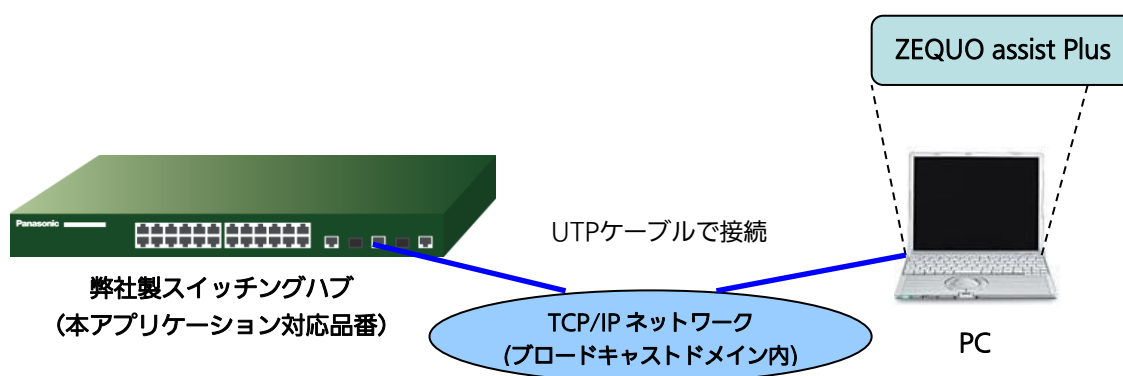 ZEQUO assist Plus
Panasonic
UTPケーブルで接続
弊社製スイッチングハブ
(本アプリケーション対応品番)
TCP/IP ネットワーク
(ブロードキャストドメイン内)
PC